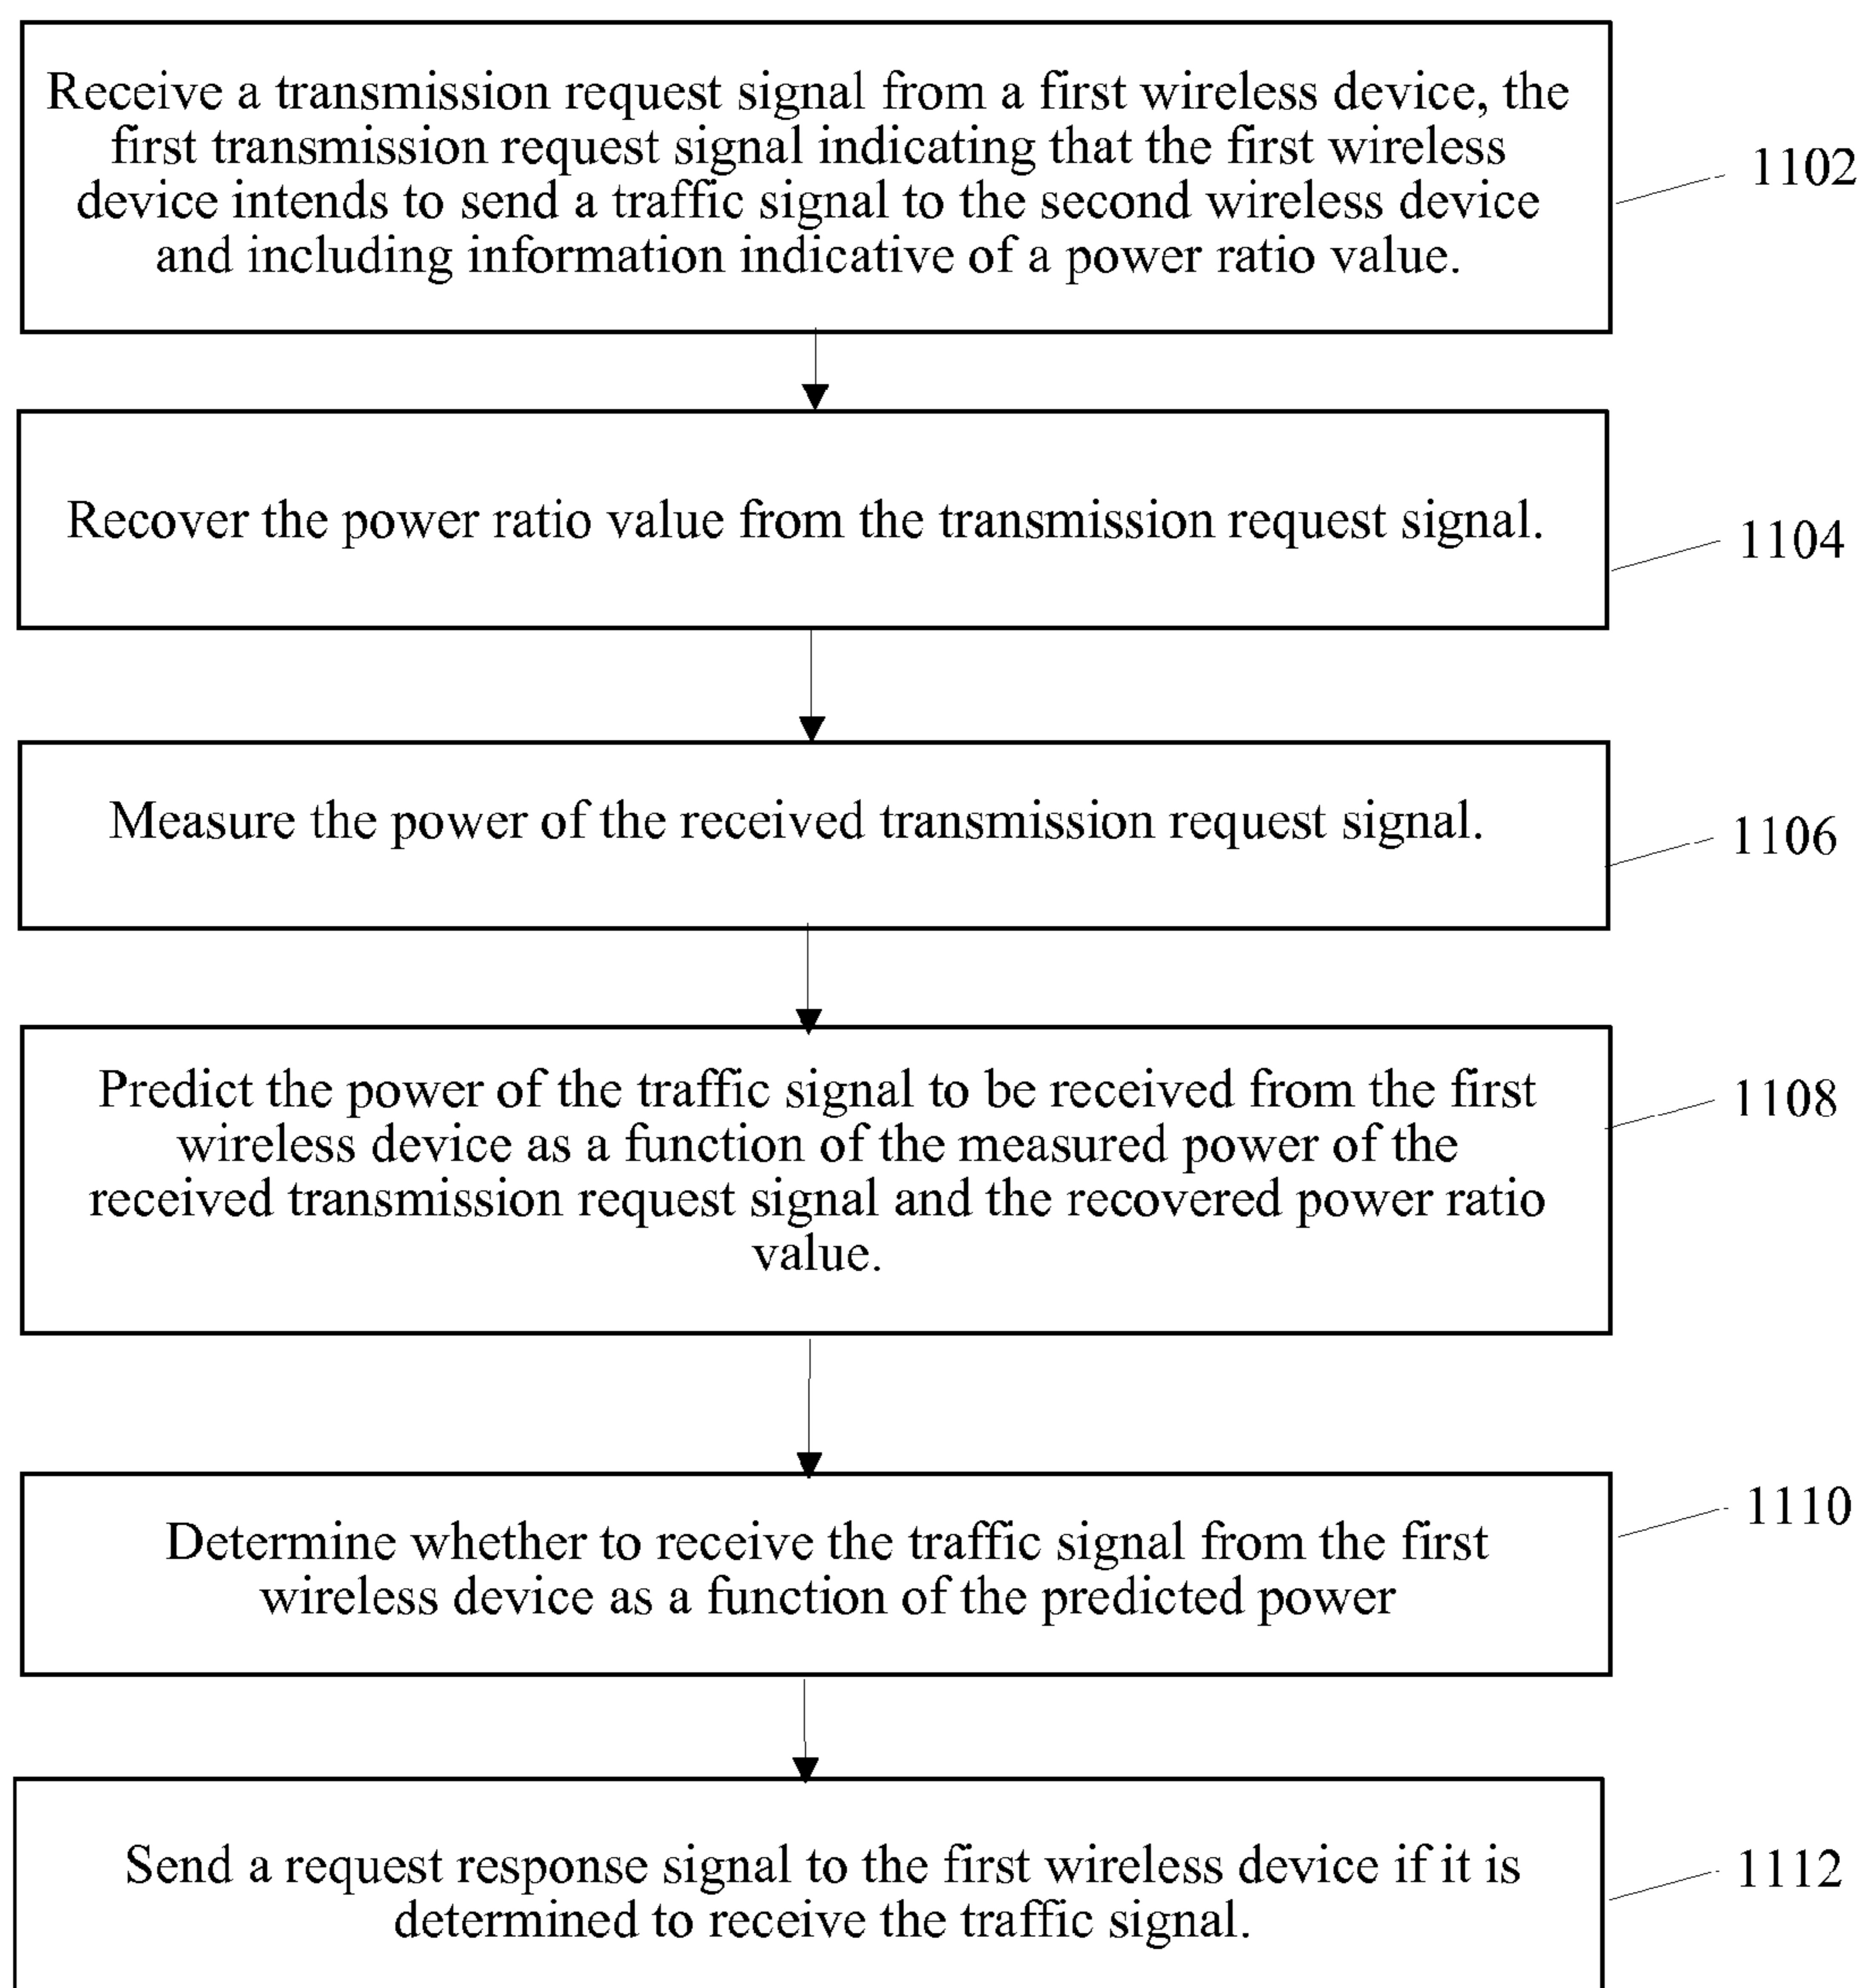 Receive a transmission request signal from a first wireless device, the
first transmission request signal indicating that the first wireless
device intends to send a traffic signal to the second wireless device
and including information indicative of a power ratio value.
1102
Recover the power ratio value from the transmission request signal.
1104
Measure the power of the received transmission request signal.
1106
Predict the power of the traffic signal to be received from the first
wireless device as a function of the measured power of the
received transmission request signal and the recovered power ratio
value.
1108
Determine whether to receive the traffic signal from the first
wireless device as a function of the predicted power
1110
Send a request response signal to the first wireless device if it is
determined to receive the traffic signal.
1112